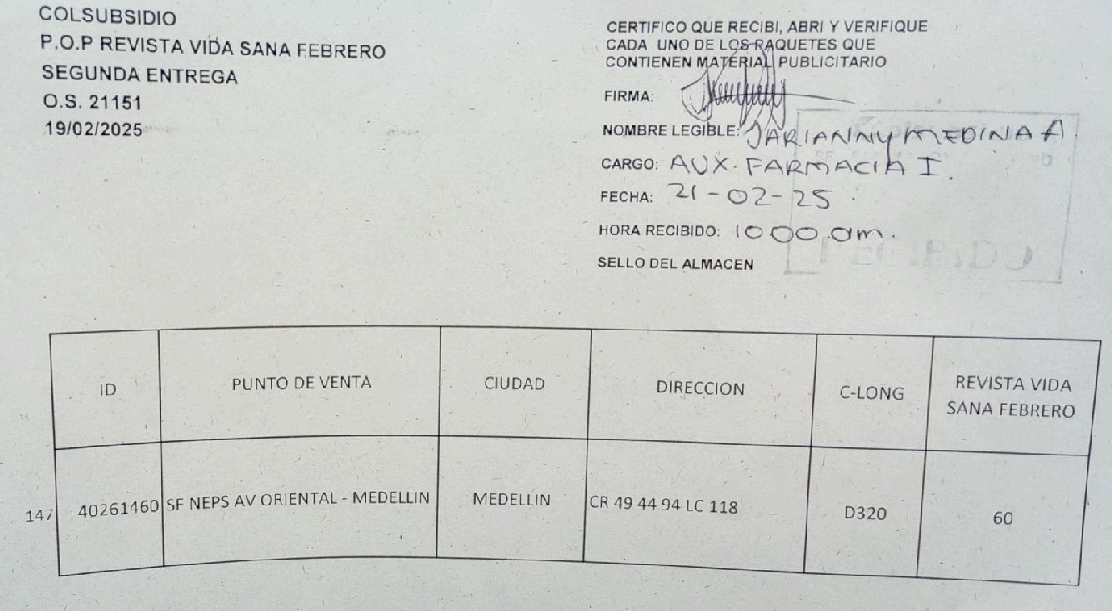 COLSUBSIDIO
P.O.P REVISTA VIDA SANA FEBRERO
SEGUNDA ENTREGA
O.S. 21151
19/02/2025
CERTIFICO QUE RECIBI, ABRI Y VERIFIQUE
CADA UNO DE LOS PAQUETES QUE
CONTIENEN MATERIAL PUBLICITARIO
FIRMA:
NOMBRE LEGIBLE: JARIANNY MEDINA A
CARGO: AUX. FARMACIA I.
FECHA: 21-02-25
HORA RECIBIDO: 1000 am.
SELLO DEL ALMACEN
RECIBIDO
ID PUNTO DE VENTA CIUDAD DIRECCION C-LONG REVISTA VIDA SANA FEBRERO
147 40261460 SF NEPS AV ORIENTAL - MEDELLIN MEDELLIN CR 49 44 94 LC 118 D320 60